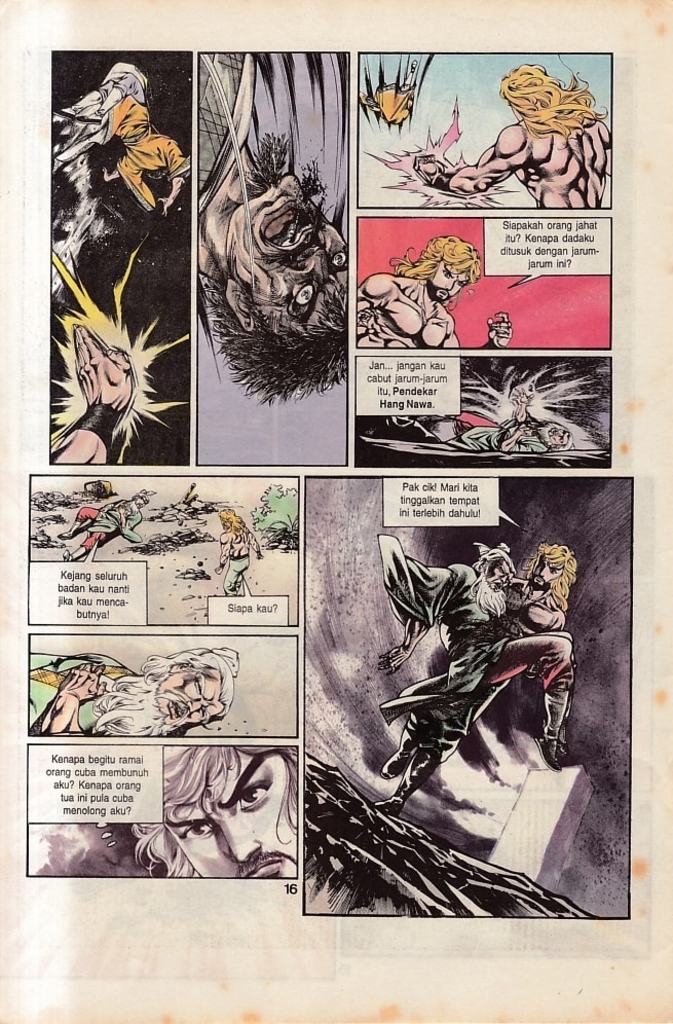 Siapakah orang jahat
itu? Kenapa dadaku
ditusuk dengan jarum-
jarum ini?
Jan... jangan kau
cabut jarum-jarum
itu, Pendekar
Hang Nawa.
Kejang seluruh
badan kau nanti
jika kau menca-
butnya!
Siapa kau?
Kenapa begitu ramai
orang cuba membunuh
aku? Kenapa orang
tua ini pula cuba
menolong aku?
Pak cik! Mari kita
tinggalkan tempat
ini terlebih dahulu!
16